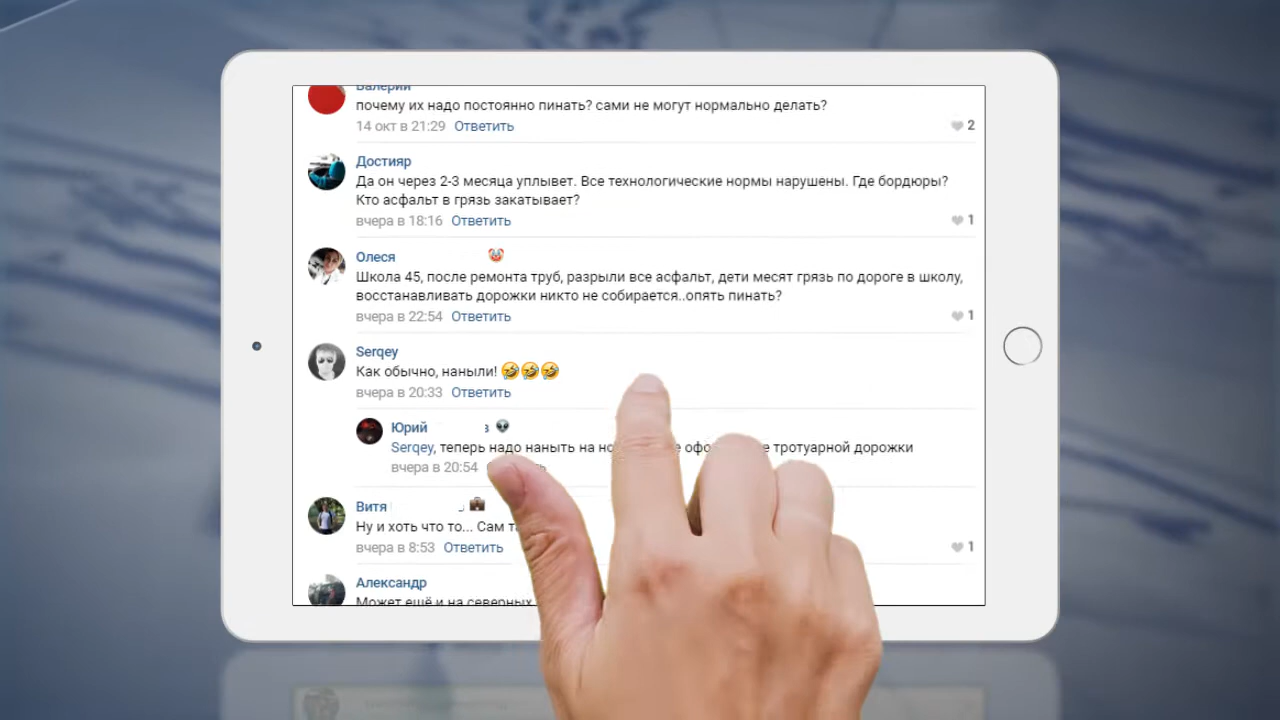 Валерий
почему их надо постоянно пинать? сами не могут нормально делать?
14 окт в 21:29 Ответить
2
Достияр
Да он через 2-3 месяца уплывет. Все технологические нормы нарушены. Где бордюры?
Кто асфальт в грязь закатывает?
вчера в 18:16 Ответить
1
Олеся
Школа 45, после ремонта труб, разрыли все асфальт, дети месят грязь по дороге в школу,
восстанавливать дорожки никто не собирается..опять пинать?
вчера в 22:54 Ответить
1
Serqey
Как обычно, наныли! 🤣🤣🤣
вчера в 20:33 Ответить
Юрий в
Serqey, теперь надо наныть на тротуарной дорожки
вчера в 20:54
Витя
Ну и хоть что то... Сам
вчера в 8:53 Ответить
1
Александр
Может ещё и на северных